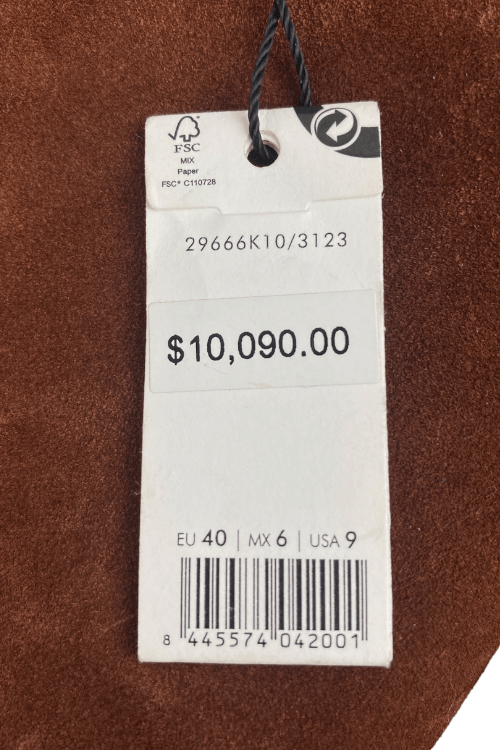 FSC
MIX
Paper
FSC® C110728
29666K10/3123
$10,090.00
EU 40 | MX 6 | USA 9
8 445574 042001